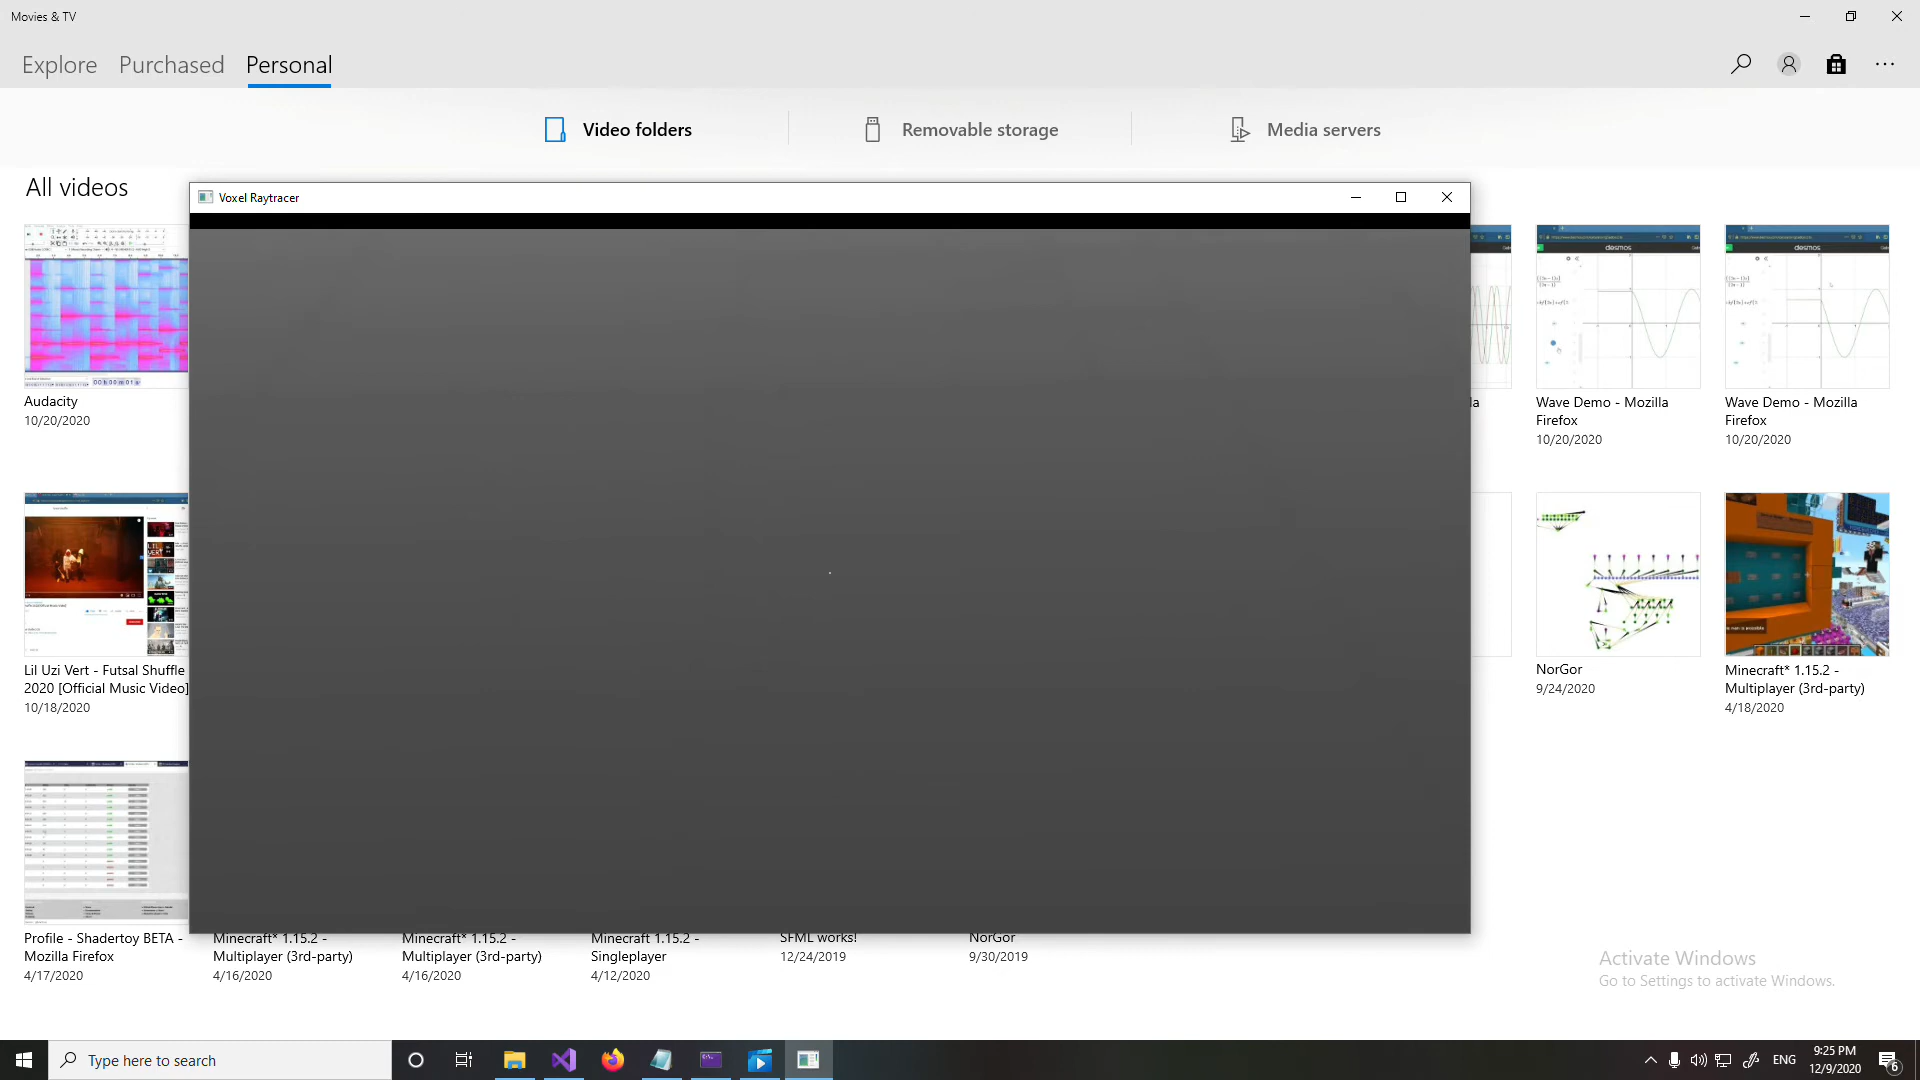 Movies & TV
Explore Purchased Personal
Video folders
Removable storage
Media servers
All videos
Voxel Raytracer
desmos
desmos
Audacity
10/20/2020
la
Wave Demo - Mozilla
Firefox
10/20/2020
Wave Demo - Mozilla
Firefox
10/20/2020
Lil Uzi Vert - Futsal Shuffle
2020 [Official Music Video]
10/18/2020
NorGor
9/24/2020
Minecraft* 1.15.2 -
Multiplayer (3rd-party)
4/18/2020
Profile - Shadertoy BETA -
Mozilla Firefox
4/17/2020
Minecraft* 1.15.2 -
Multiplayer (3rd-party)
4/16/2020
Minecraft* 1.15.2 -
Multiplayer (3rd-party)
4/16/2020
Minecraft 1.15.2 -
Singleplayer
4/12/2020
SFML works!
12/24/2019
NorGor
9/30/2019
Activate Windows
Go to Settings to activate Windows.
Type here to search
ENG
9:25 PM
12/9/2020
6